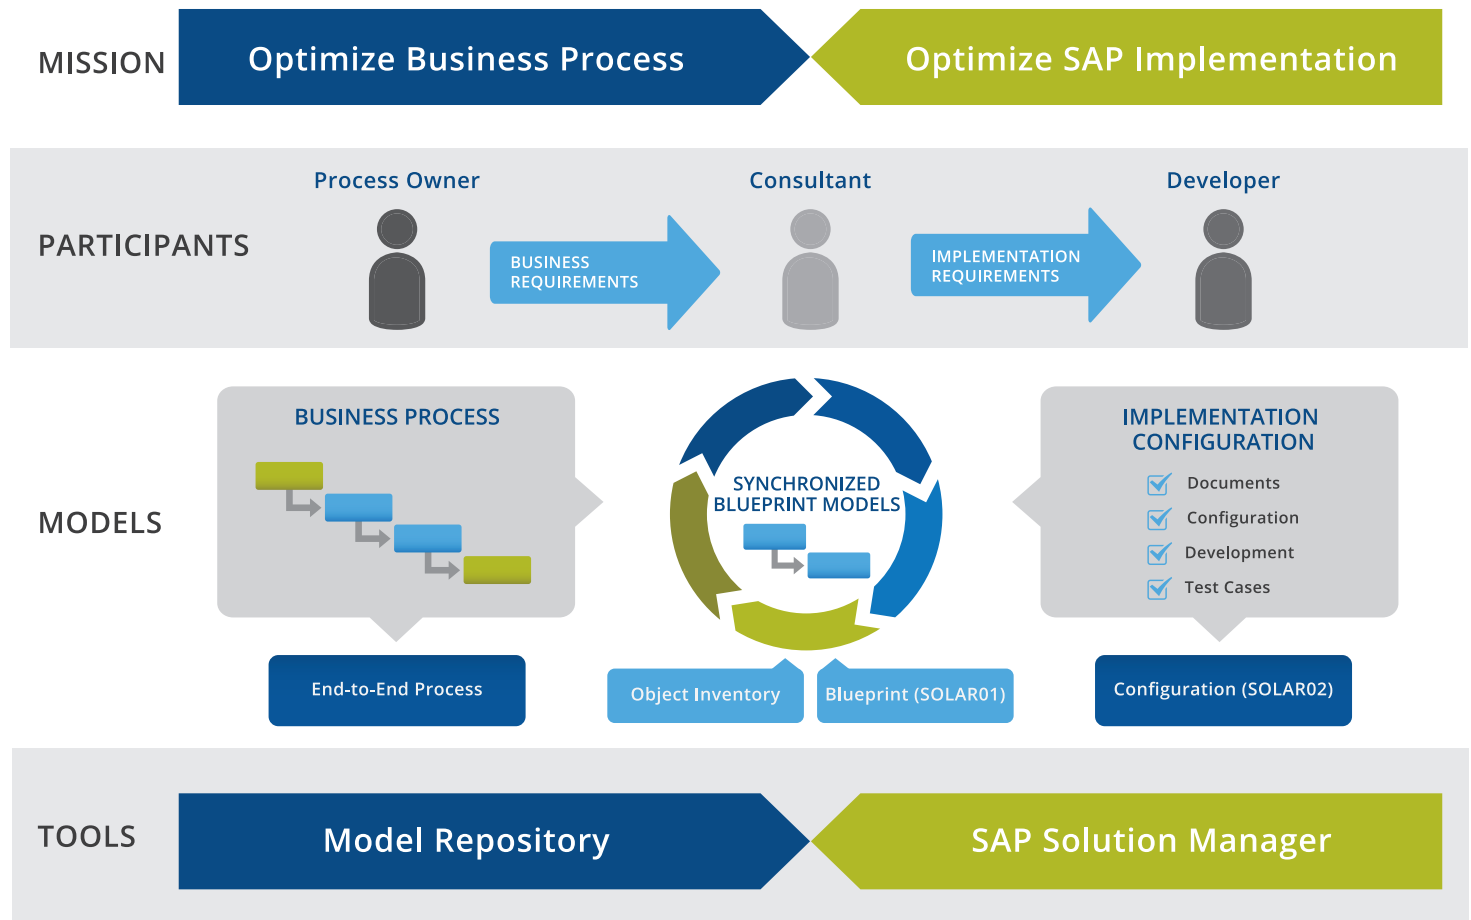 MISSION
Optimize Business Process
Optimize SAP Implementation
PARTICIPANTS
Process Owner
BUSINESS
REQUIREMENTS
Consultant
IMPLEMENTATION
REQUIREMENTS
Developer
MODELS
BUSINESS PROCESS
End-to-End Process
SYNCHRONIZED
BLUEPRINT MODELS
Object Inventory
Blueprint (SOLAR01)
IMPLEMENTATION
CONFIGURATION
Documents
Configuration
Development
Test Cases
Configuration (SOLAR02)
TOOLS
Model Repository
SAP Solution Manager